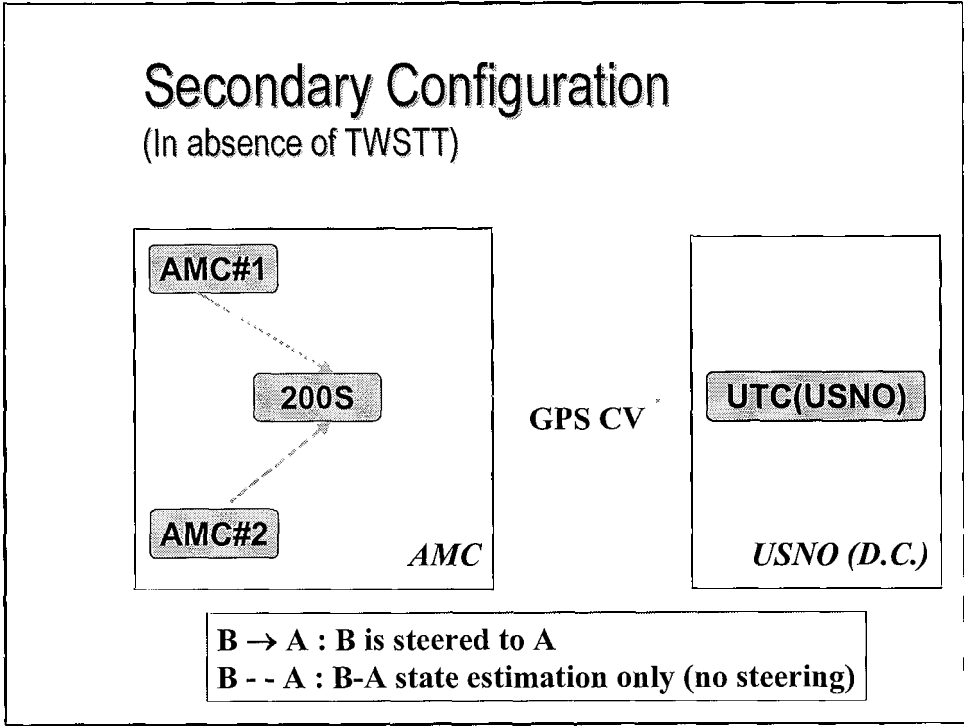 Secondary Configuration
(In absence of TWSTT)
AMC#1
200S
AMC#2
AMC
GPS CV
UTC(USNO)
USNO (D.C.)
B → A : B is steered to A
B - - A : B-A state estimation only (no steering)